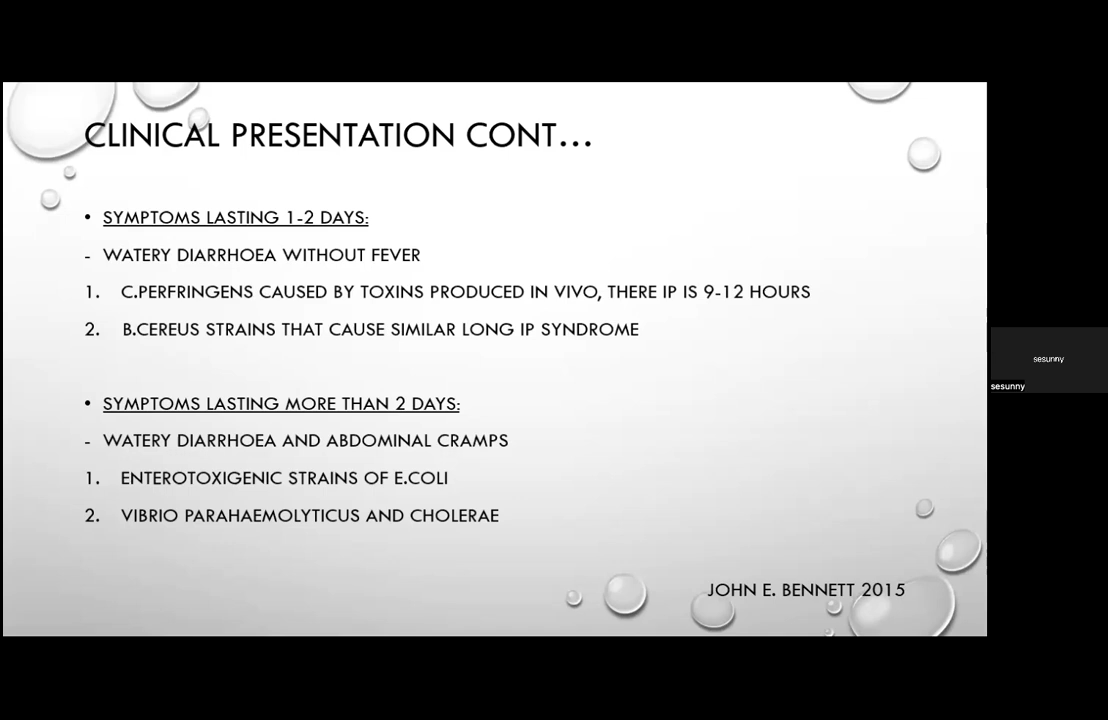 CLINICAL PRESENTATION CONT...
• SYMPTOMS LASTING 1-2 DAYS:
- WATERY DIARRHOEA WITHOUT FEVER
1. C.PERFRINGENS CAUSED BY TOXINS PRODUCED IN VIVO, THERE IP IS 9-12 HOURS
2. B.CEREUS STRAINS THAT CAUSE SIMILAR LONG IP SYNDROME
• SYMPTOMS LASTING MORE THAN 2 DAYS:
- WATERY DIARRHOEA AND ABDOMINAL CRAMPS
1. ENTEROTOXIGENIC STRAINS OF E.COLI
2. VIBRIO PARAHAEMOLYTICUS AND CHOLERAE
JOHN E. BENNETT 2015
sesunny
sesunny